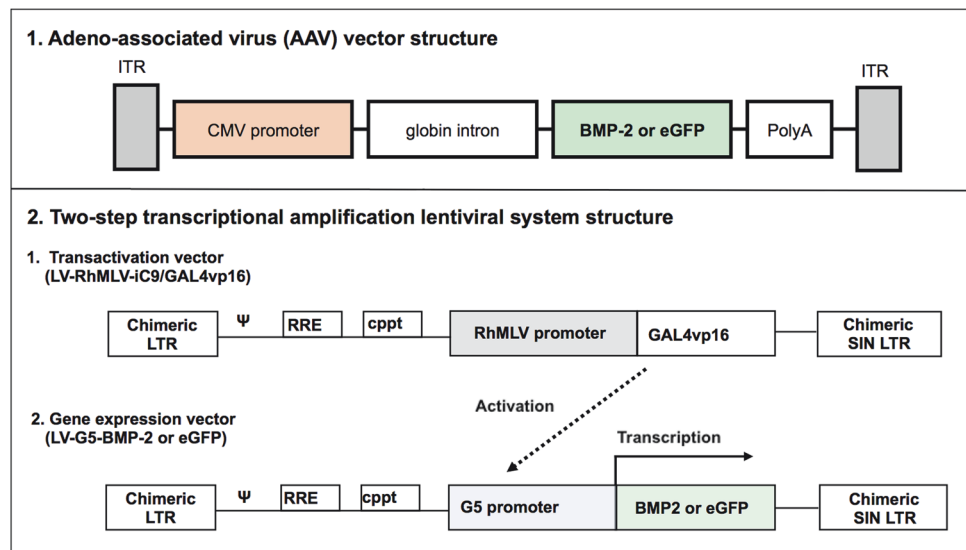 1. Adeno-associated virus (AAV) vector structure
ITR
ITR
CMV promoter
globin intron
BMP-2 or eGFP
PolyA
2. Two-step transcriptional amplification lentiviral system structure
1. Transactivation vector
(LV-RhMLV-iC9/GAL4vp16)
Chimeric
LTR
Ψ
RRE
cppt
RhMLV promoter
GAL4vp16
Chimeric
SIN LTR
Activation
2. Gene expression vector
(LV-G5-BMP-2 or eGFP)
Transcription
Chimeric
LTR
Ψ
RRE
cppt
G5 promoter
BMP2 or eGFP
Chimeric
SIN LTR